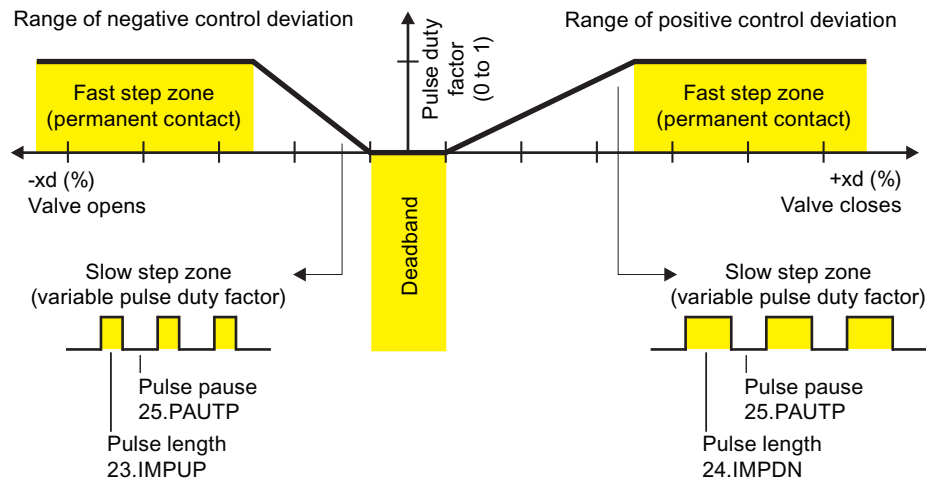 Range of negative control deviation
Range of positive control deviation
Pulse duty
factor
(0 to 1)
Fast step zone
(permanent contact)
Fast step zone
(permanent contact)
-xd (%)
Valve opens
+xd (%)
Valve closes
Deadband
Slow step zone
(variable pulse duty factor)
Slow step zone
(variable pulse duty factor)
Pulse pause
25.PAUTP
Pulse length
23.IMPUP
Pulse pause
25.PAUTP
Pulse length
24.IMPDN